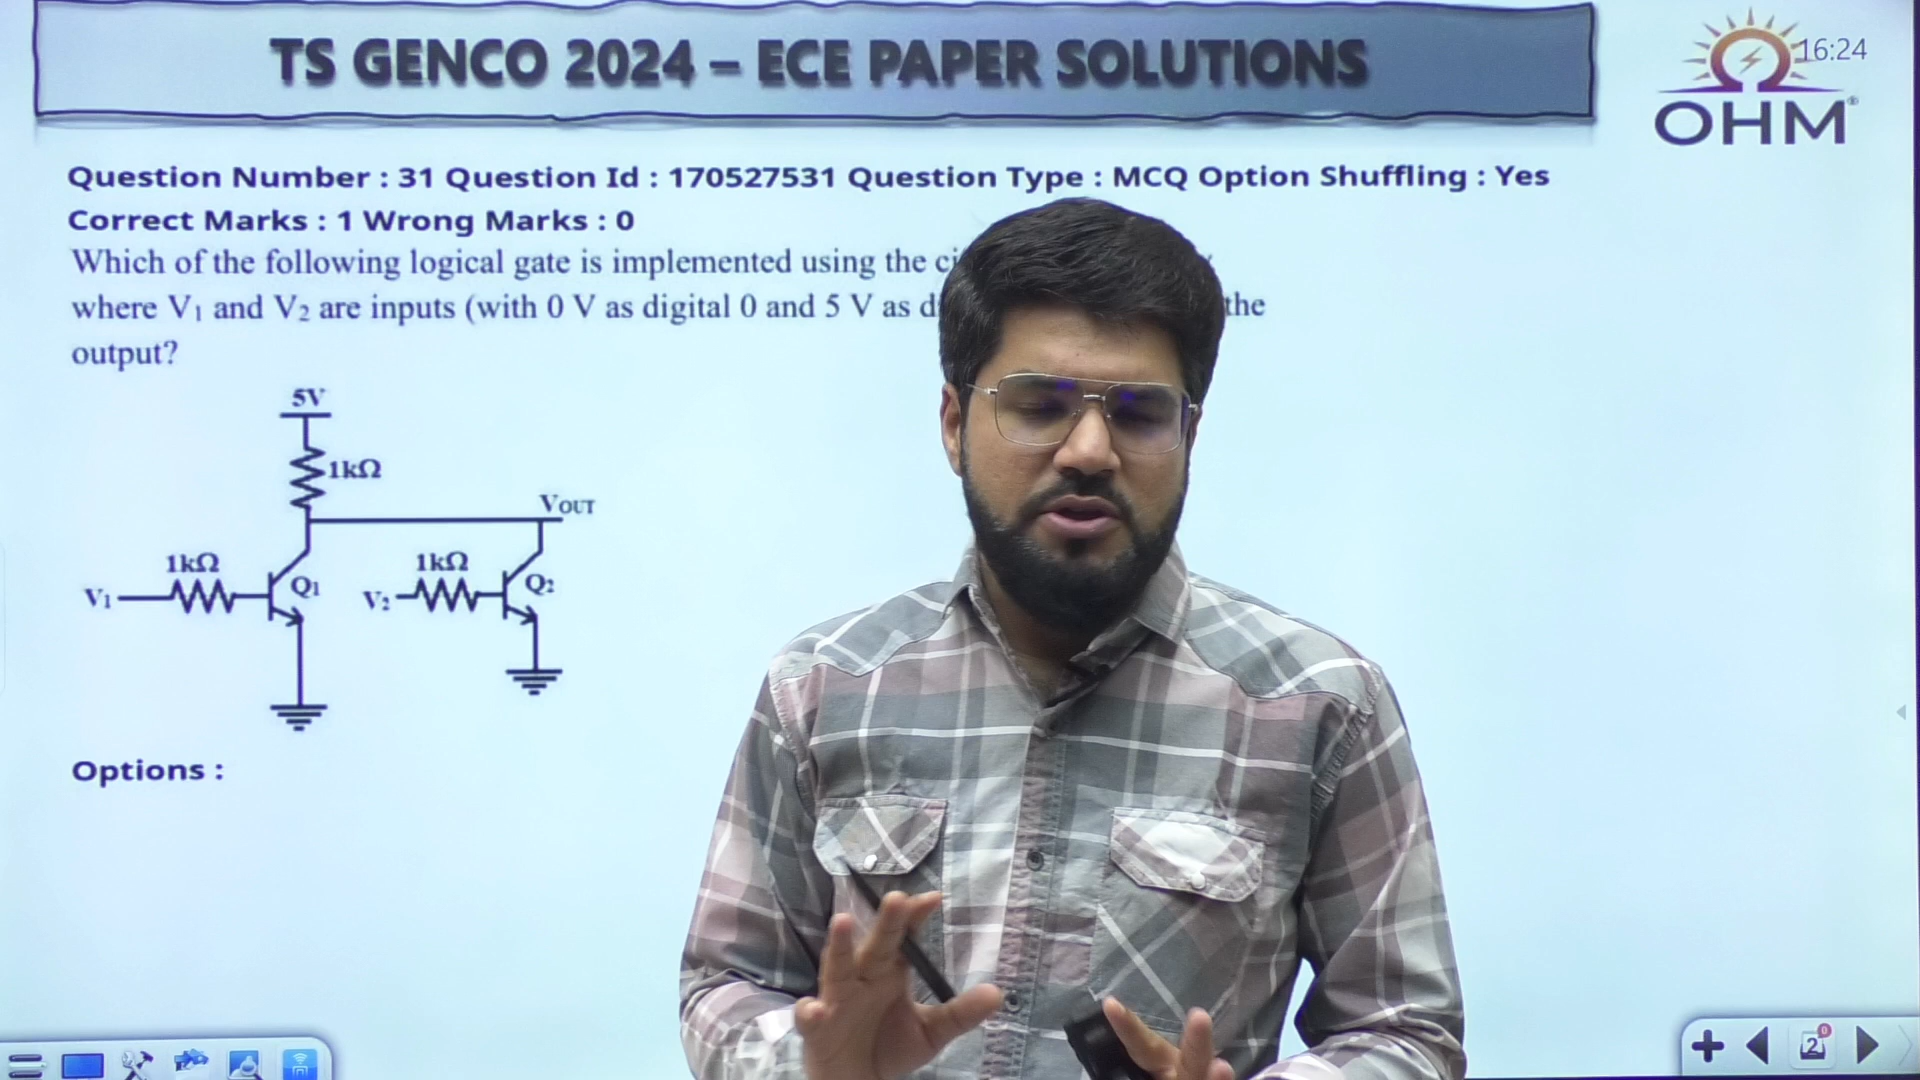 TS GENCO 2024 – ECE PAPER SOLUTIONS
16:24
OHM
Question Number : 31 Question Id : 170527531 Question Type : MCQ Option Shuffling : Yes
Correct Marks : 1 Wrong Marks : 0
Which of the following logical gate is implemented using the
where V1 and V2 are inputs (with 0 V as digital 0 and 5 V as the
output?
5V
1kΩ
VOUT
1kΩ
1kΩ
V1
Q1
V2
Q2
Options :
2
0